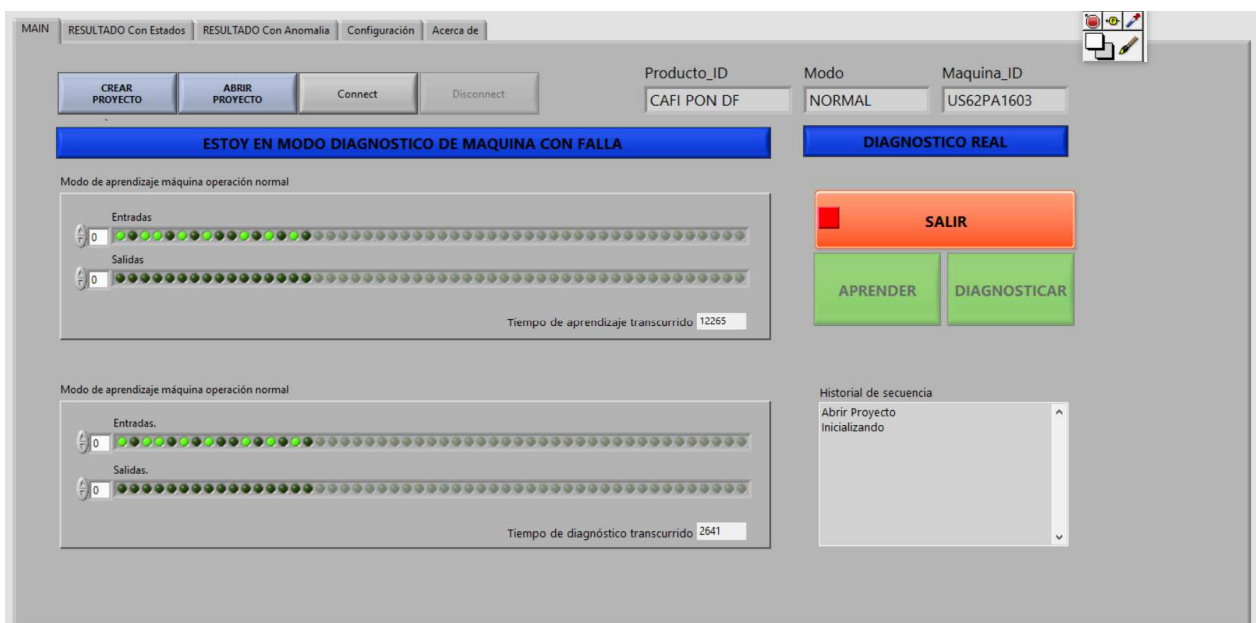 MAIN
RESULTADO Con Estados
RESULTADO Con Anomalia
Configuración
Acerca de
CREAR
PROYECTO
ABRIR
PROYECTO
Connect
Disconnect
Producto_ID
CAFI PON DF
Modo
NORMAL
Maquina_ID
US62PA1603
ESTOY EN MODO DIAGNOSTICO DE MAQUINA CON FALLA
DIAGNOSTICO REAL
Modo de aprendizaje máquina operación normal
Entradas
0
Salidas
0
Tiempo de aprendizaje transcurrido 12265
SALIR
APRENDER
DIAGNOSTICAR
Modo de aprendizaje máquina operación normal
Entradas.
0
Salidas.
0
Tiempo de diagnóstico transcurrido 2641
Historial de secuencia
Abrir Proyecto
Inicializando